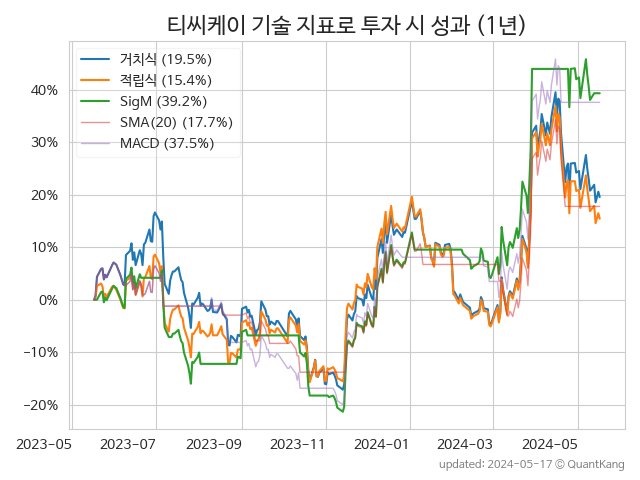 티씨케이 기술 지표로 투자 시 성과 (1년)
거치식 (19.5%)
적립식 (15.4%)
SigM (39.2%)
SMA(20) (17.7%)
MACD (37.5%)
40%
30%
20%
10%
0%
−10%
−20%
2023-05 2023-07 2023-09 2023-11 2024-01 2024-03 2024-05
updated: 2024-05-17 © QuantKang